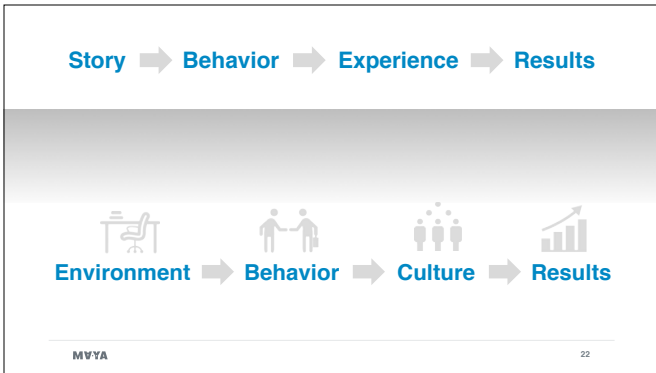 Story Behavior Experience Results
Environment Behavior Culture Results
MAYA 22